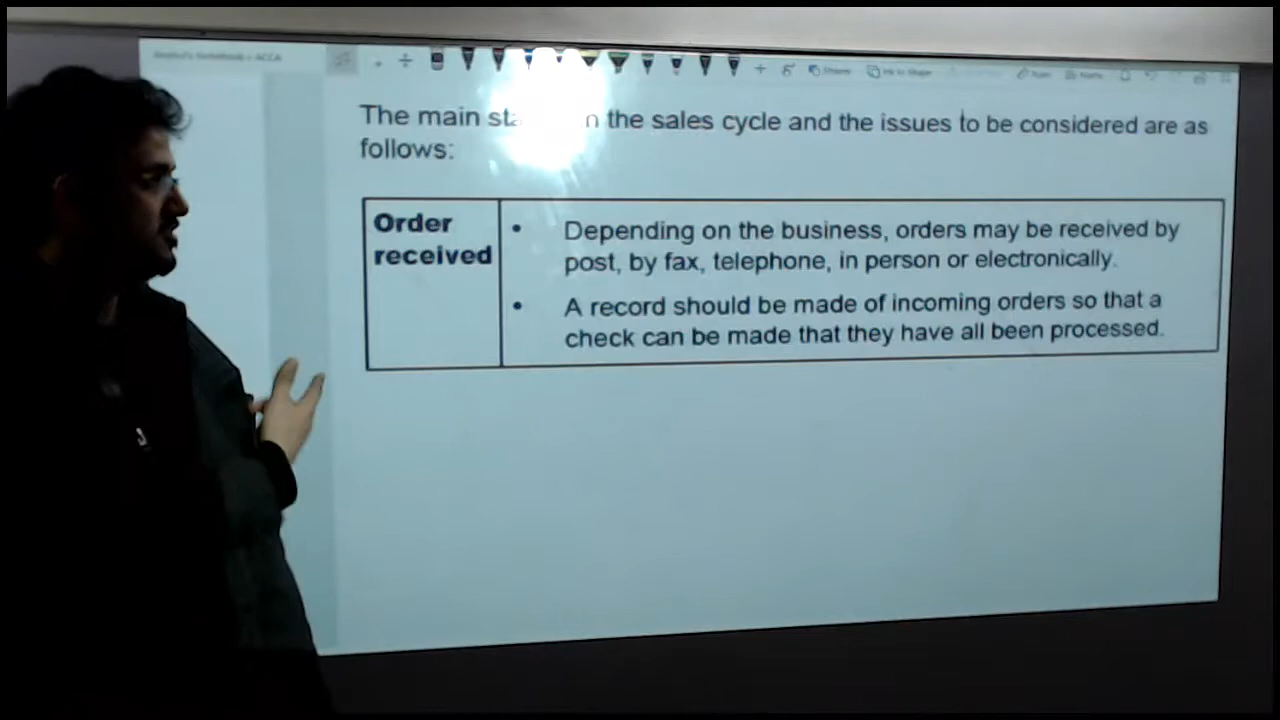 ACCA
The main n the sales cycle and the issues to be considered are as
follows:
Order
received
• Depending on the business, orders may be received by
post, by fax, telephone, in person or electronically.
• A record should be made of incoming orders so that a
check can be made that they have all been processed.